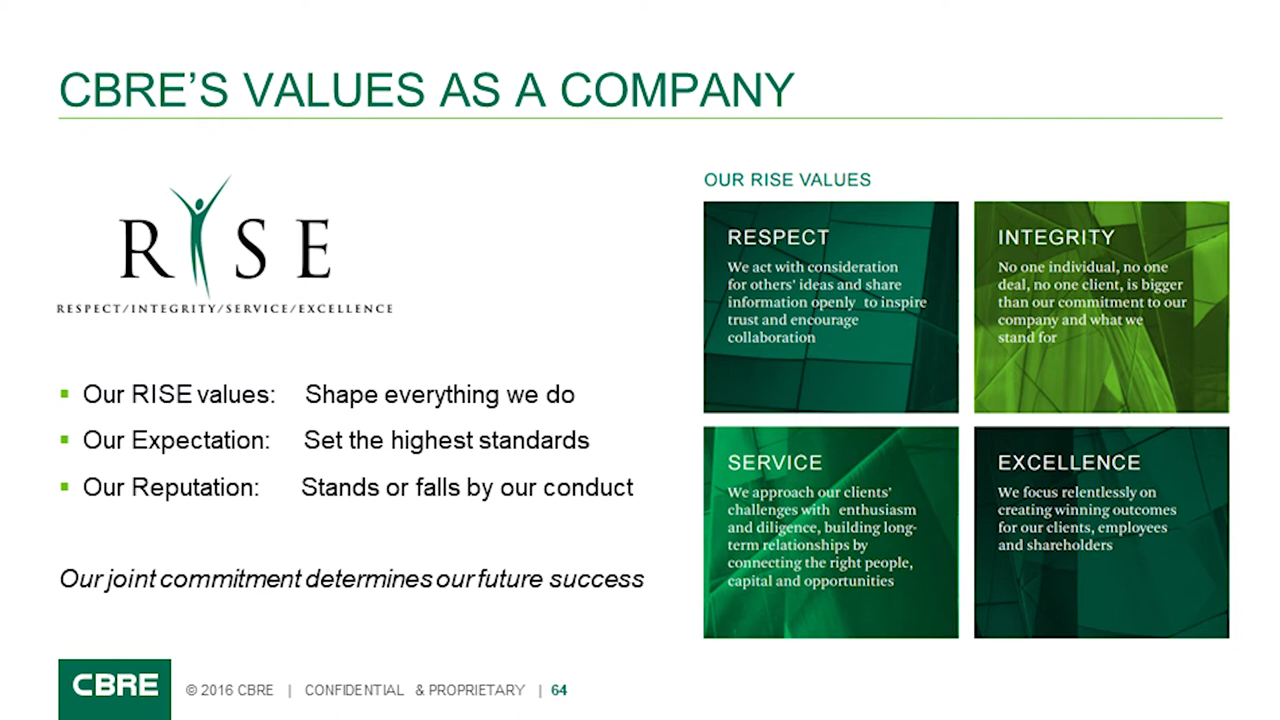 CBRE’S VALUES AS A COMPANY
R I S E
RESPECT/INTEGRITY/SERVICE/EXCELLENCE
▪ Our RISE values: Shape everything we do
▪ Our Expectation: Set the highest standards
▪ Our Reputation: Stands or falls by our conduct
Our joint commitment determines our future success
OUR RISE VALUES
RESPECT
We act with consideration
for others’ ideas and share
information openly to inspire
trust and encourage
collaboration
INTEGRITY
No one individual, no one
deal, no one client, is bigger
than our commitment to our
company and what we
stand for
SERVICE
We approach our clients’
challenges with enthusiasm
and diligence, building long-
term relationships by
connecting the right people,
capital and opportunities
EXCELLENCE
We focus relentlessly on
creating winning outcomes
for our clients, employees
and shareholders
CBRE
© 2016 CBRE | CONFIDENTIAL & PROPRIETARY | 64